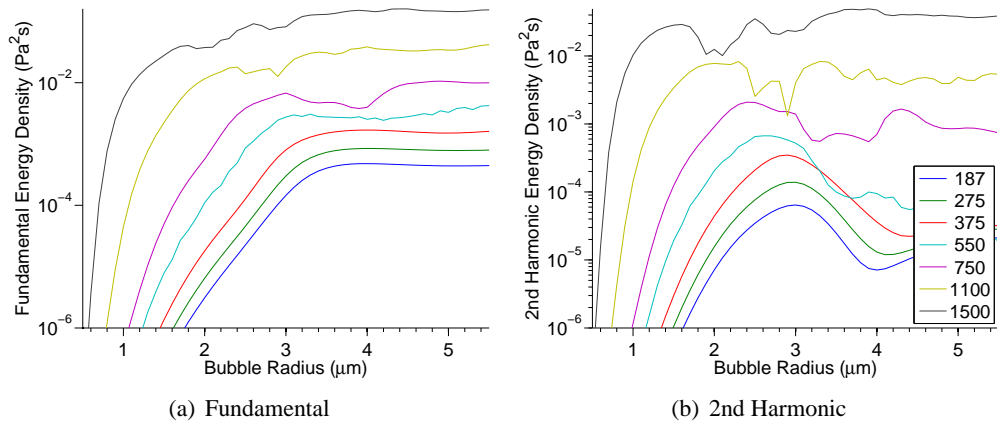 Fundamental Energy Density (Pa²s)
10⁻²
10⁻⁴
10⁻⁶
1 2 3 4 5
Bubble Radius (μm)
(a) Fundamental
2nd Harmonic Energy Density (Pa²s)
10⁻²
10⁻³
10⁻⁴
10⁻⁵
10⁻⁶
1 2 3 4 5
Bubble Radius (μm)
187
275
375
550
750
1100
1500
(b) 2nd Harmonic